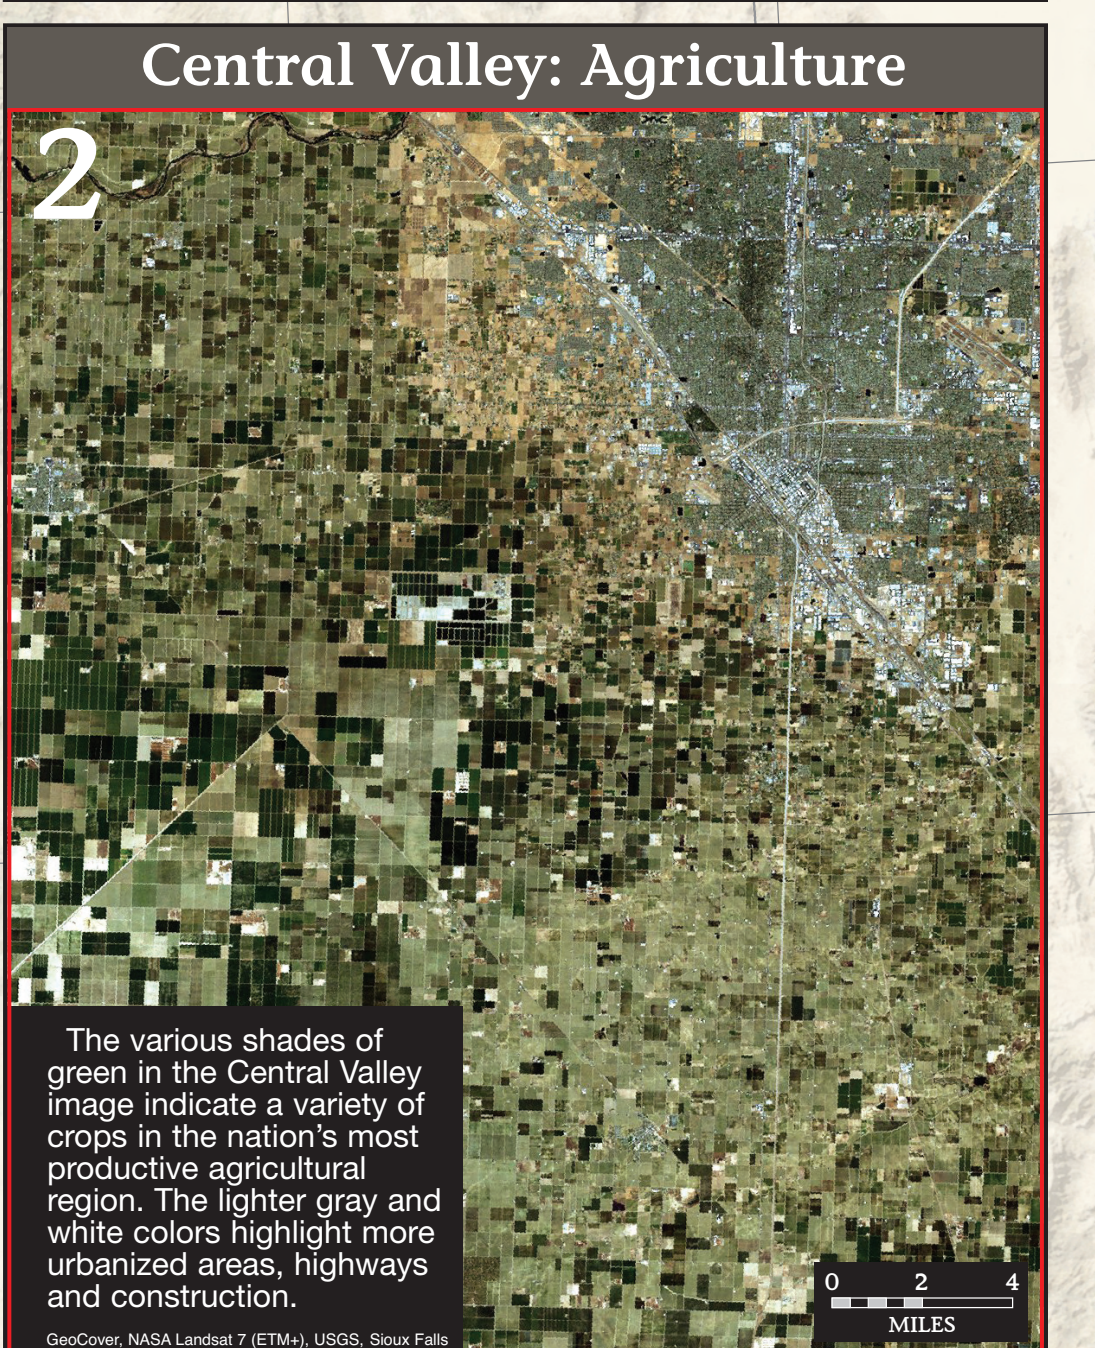 Central Valley: Agriculture
2
The various shades of
green in the Central Valley
image indicate a variety of
crops in the nation's most
productive agricultural
region. The lighter gray and
white colors highlight more
urbanized areas, highways
and construction.
GeoCover, NASA Landsat 7 (ETM+), USGS, Sioux Falls
0 2 4
MILES